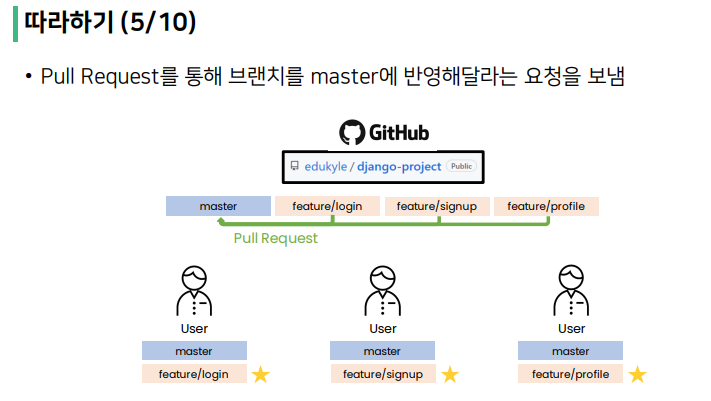 따라하기 (5/10)
• Pull Request를 통해 브랜치를 master에 반영해달라는 요청을 보냄
GitHub
edukyle / django-project Public
master feature/login feature/signup feature/profile
Pull Request
User User User
master master master
feature/login feature/signup feature/profile